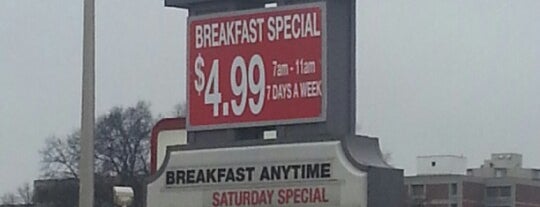 BREAKFAST SPECIAL
$4.99
7am - 11am
7 DAYS A WEEK
BREAKFAST ANYTIME
SATURDAY SPECIAL